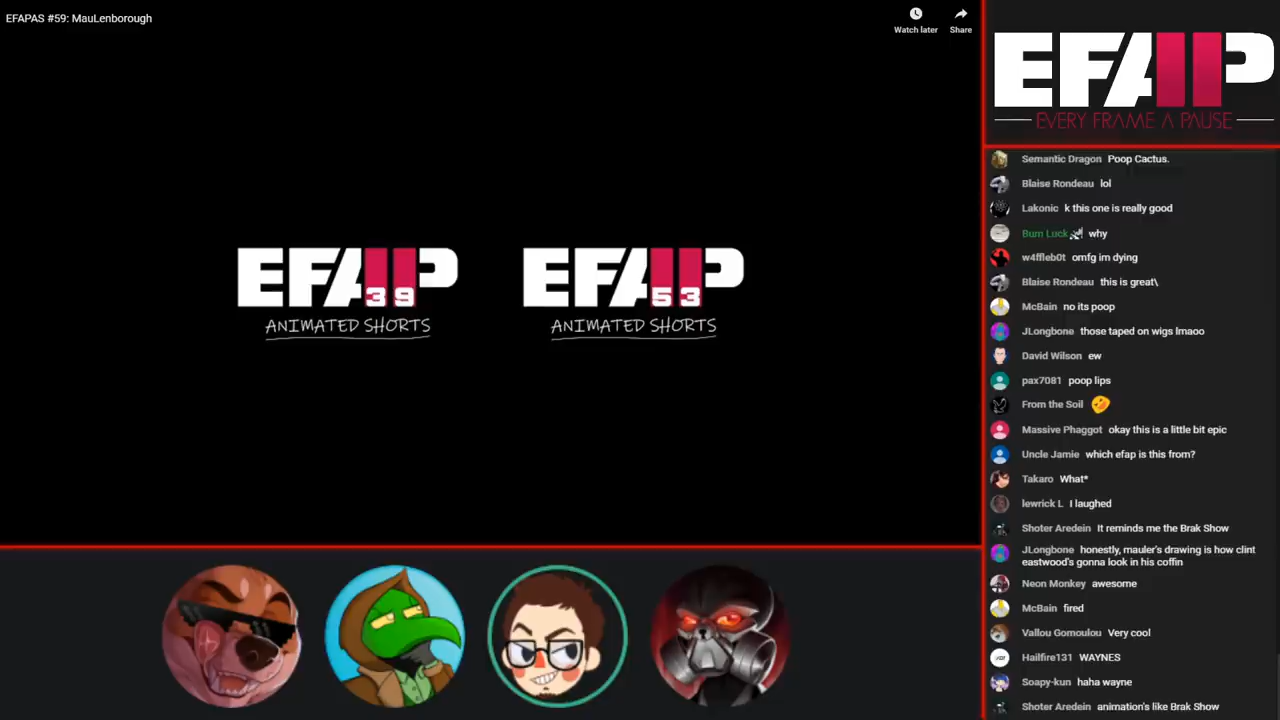 EFAPAS #59: MauLenborough
Watch later
Share
EFAP
39
ANIMATED SHORTS
EFAP
53
ANIMATED SHORTS
EFAP
EVERY FRAME A PAUSE
Semantic Dragon Poop Cactus.
Blaise Rondeau lol
Lakonic k this one is really good
Burn Luck why
w4ffleb0t omfg im dying
Blaise Rondeau this is great\
McBain no its poop
JLongbone those taped on wigs lmaoo
David Wilson ew
pax7081 poop lips
From the Soil
Massive Phaggot okay this is a little bit epic
Uncle Jamie which efap is this from?
Takaro What*
lewrick L I laughed
Shoter Aredein It reminds me the Brak Show
JLongbone honestly, mauler's drawing is how clint
eastwood's gonna look in his coffin
Neon Monkey awesome
McBain fired
Vallou Gomoulou Very cool
Hailfire131 WAYNES
Soapy-kun haha wayne
Shoter Aredein animation's like Brak Show